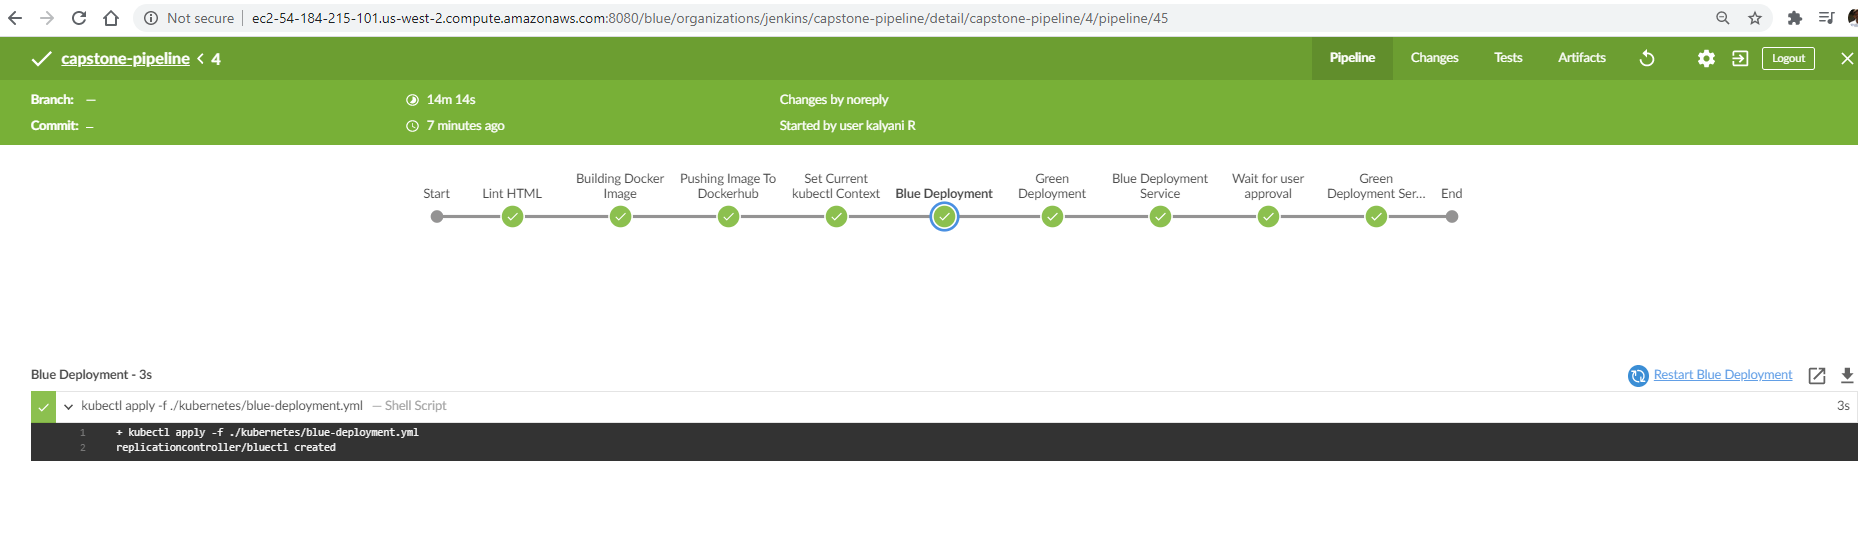 Not secure | ec2-54-184-215-101.us-west-2.compute.amazonaws.com:8080/blue/organizations/jenkins/capstone-pipeline/detail/capstone-pipeline/4/pipeline/45
capstone-pipeline < 4
Pipeline Changes Tests Artifacts Logout
Branch: — 14m 14s Changes by noreply
Commit: — 7 minutes ago Started by user kalyani R
Start
Lint HTML
Building Docker
Image
Pushing Image To
Dockerhub
Set Current
kubectl Context
Blue Deployment
Green
Deployment
Blue Deployment
Service
Wait for user
approval
Green
Deployment Ser...
End
Blue Deployment - 3s Restart Blue Deployment
kubectl apply -f ./kubernetes/blue-deployment.yml — Shell Script 3s
1 + kubectl apply -f ./kubernetes/blue-deployment.yml
2 replicationcontroller/bluectl created